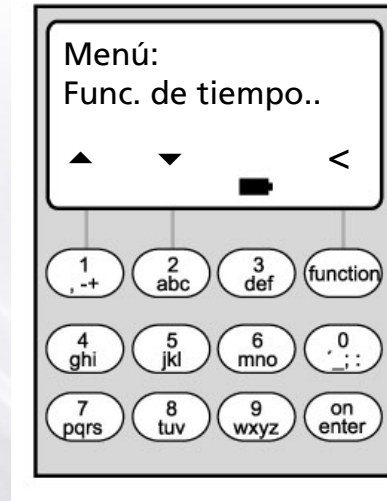 Menú:
Func. de tiempo..
<
1 2 3 function
, -+ abc def
4 5 6 0
ghi jkl mno ´_;:
7 8 9 on
pqrs tuv wxyz enter